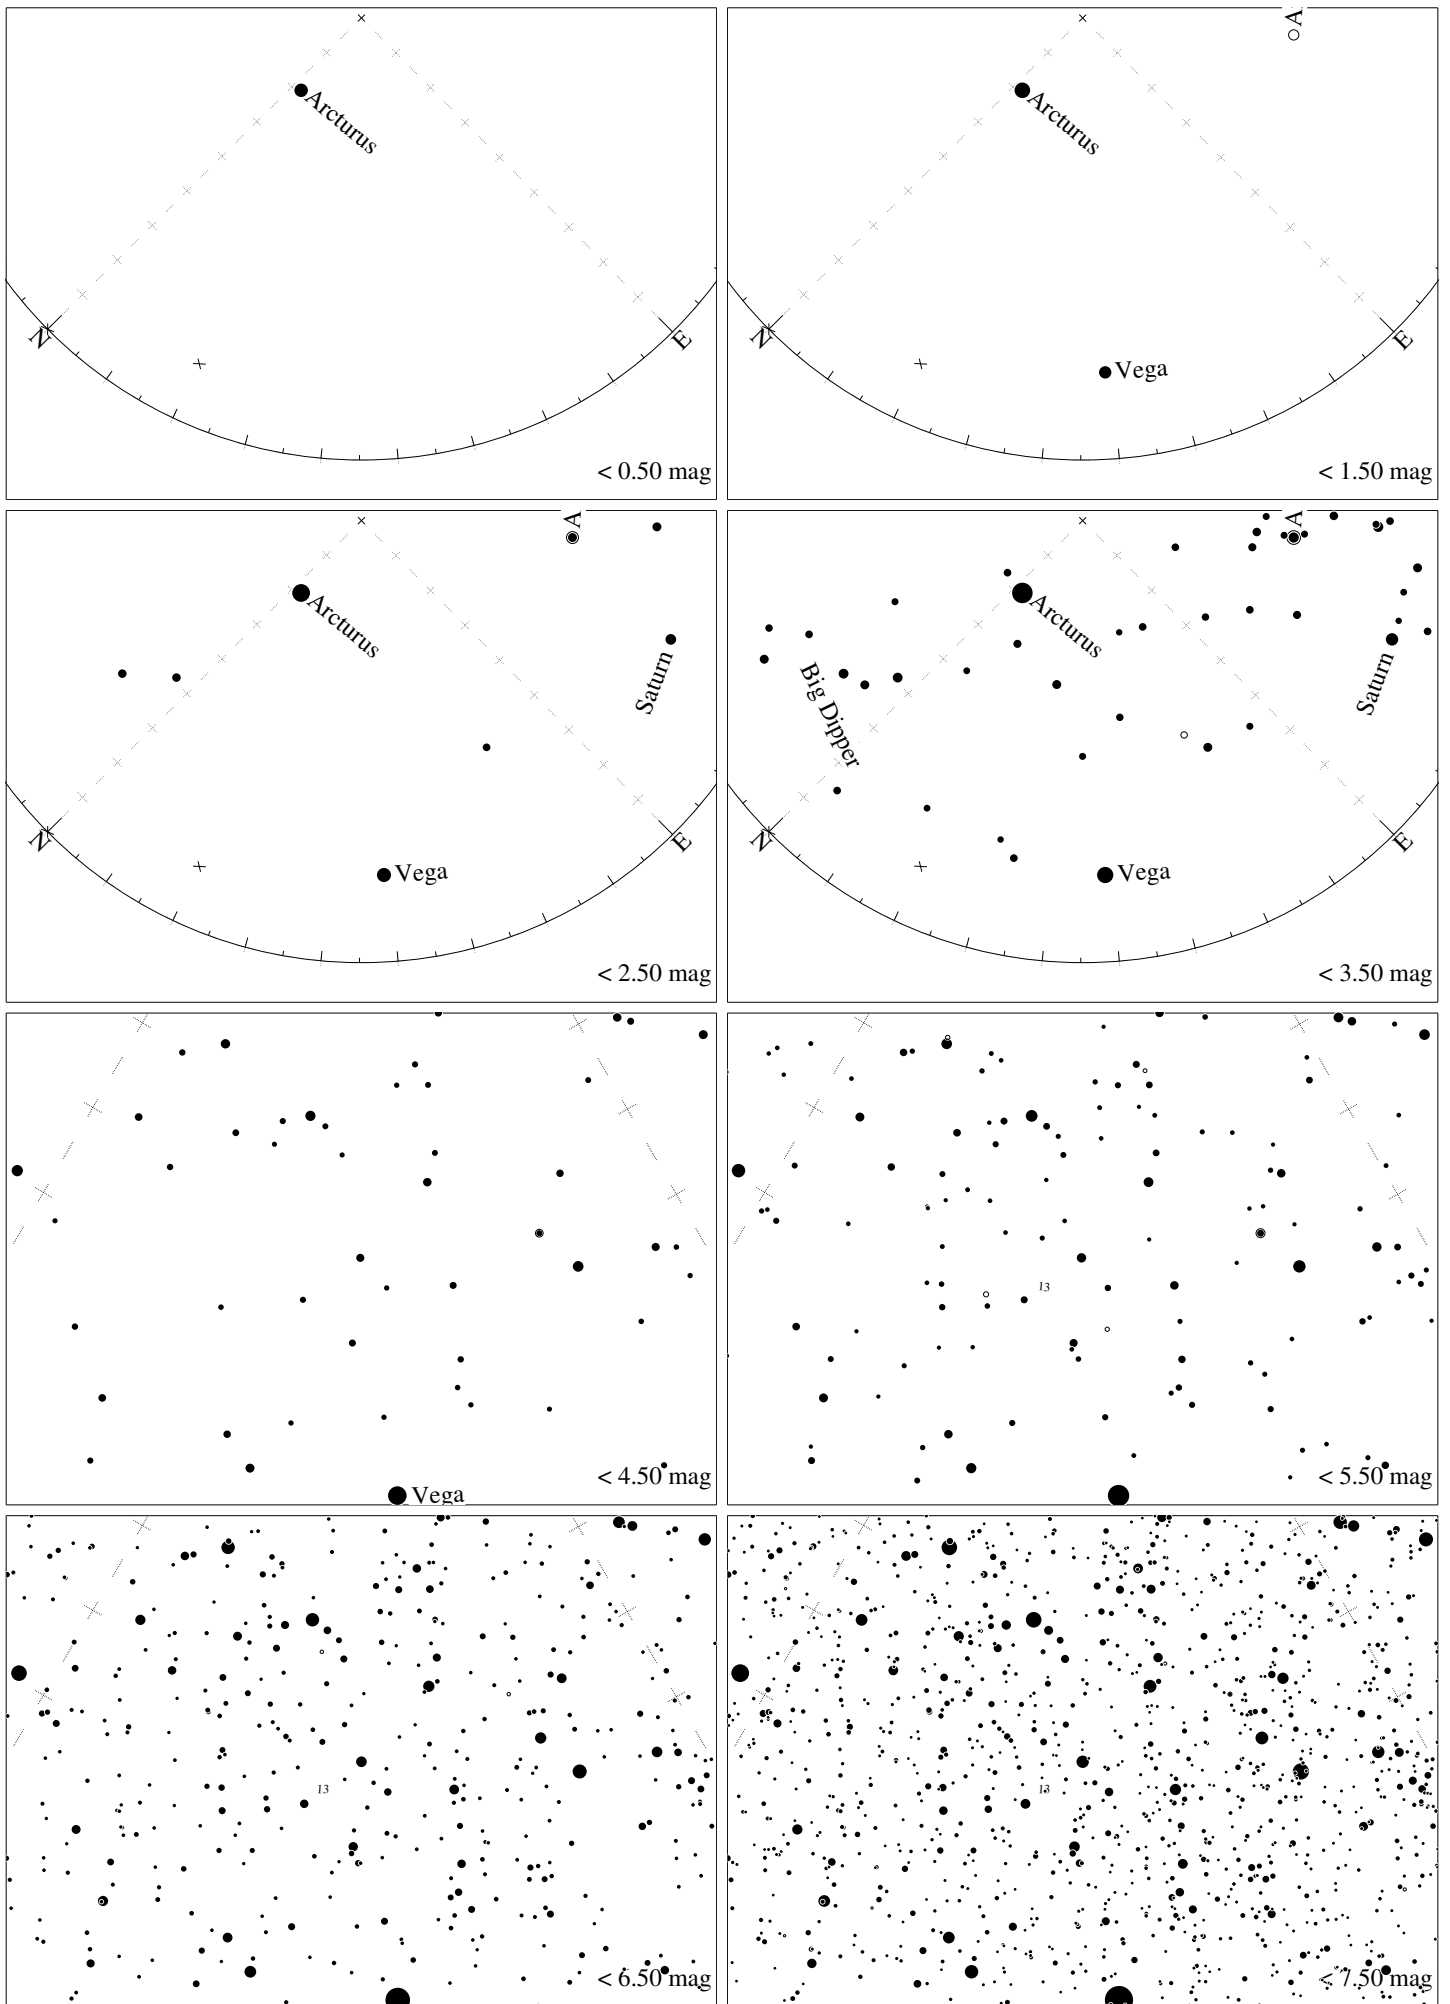 Arcturus
N
E
< 0.50 mag
A
Arcturus
N
E
Vega
< 1.50 mag
A
Arcturus
Saturn
N
E
Vega
< 2.50 mag
A
Arcturus
Big Dipper
Saturn
N
E
Vega
< 3.50 mag
< 4.50 mag
Vega
13
< 5.50 mag
13
< 6.50 mag
13
< 7.50 mag